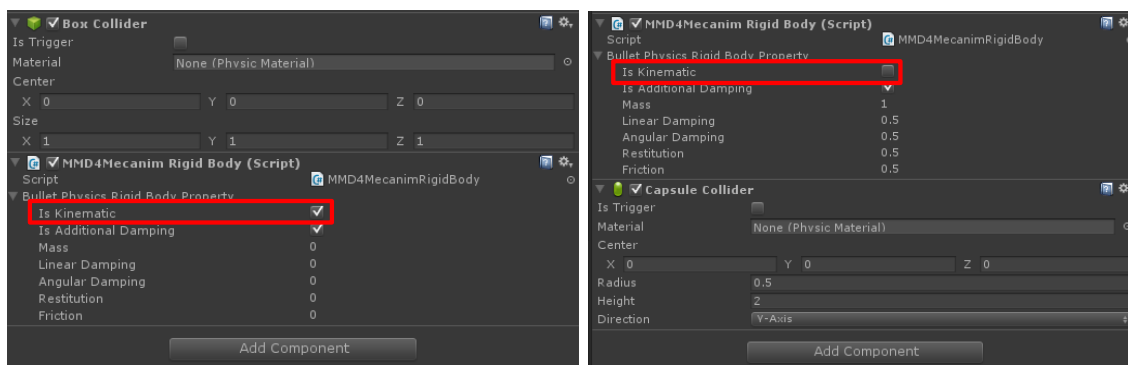 Box Collider
Is Trigger
Material None (Physic Material)
Center
X 0 Y 0 Z 0
Size
X 1 Y 1 Z 1
MMD4Mecanim Rigid Body (Script)
Script MMD4MecanimRigidBody
Bullet Physics Rigid Body Property
Is Kinematic
Is Additional Damping
Mass 0
Linear Damping 0
Angular Damping 0
Restitution 0
Friction 0
Add Component
MMD4Mecanim Rigid Body (Script)
Script MMD4MecanimRigidBody
Bullet Physics Rigid Body Property
Is Kinematic
Is Additional Damping
Mass 1
Linear Damping 0.5
Angular Damping 0.5
Restitution 0.5
Friction 0.5
Capsule Collider
Is Trigger
Material None (Physic Material)
Center
X 0 Y 0 Z 0
Radius 0.5
Height 2
Direction Y-Axis
Add Component